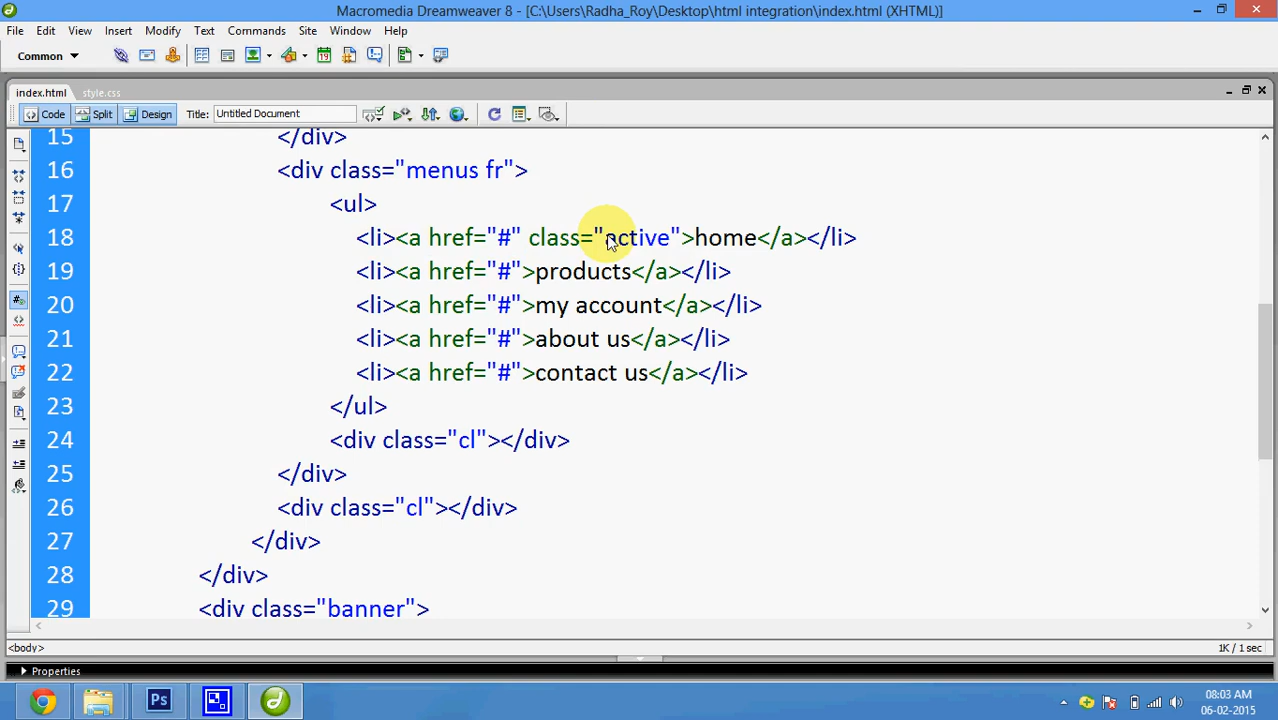 Macromedia Dreamweaver 8 - [C:\Users\Radha_Roy\Desktop\html integration\index.html (XHTML)]
File Edit View Insert Modify Text Commands Site Window Help
Common
index.html style.css
Code Split Design Title: Untitled Document
15 </div>
16 <div class="menus fr">
17 <ul>
18 <li><a href="#" class="active">home</a></li>
19 <li><a href="#">products</a></li>
20 <li><a href="#">my account</a></li>
21 <li><a href="#">about us</a></li>
22 <li><a href="#">contact us</a></li>
23 </ul>
24 <div class="cl"></div>
25 </div>
26 <div class="cl"></div>
27 </div>
28 </div>
29 <div class="banner">
<body> 1K / 1 sec
Properties
Ps
08:03 AM
06-02-2015